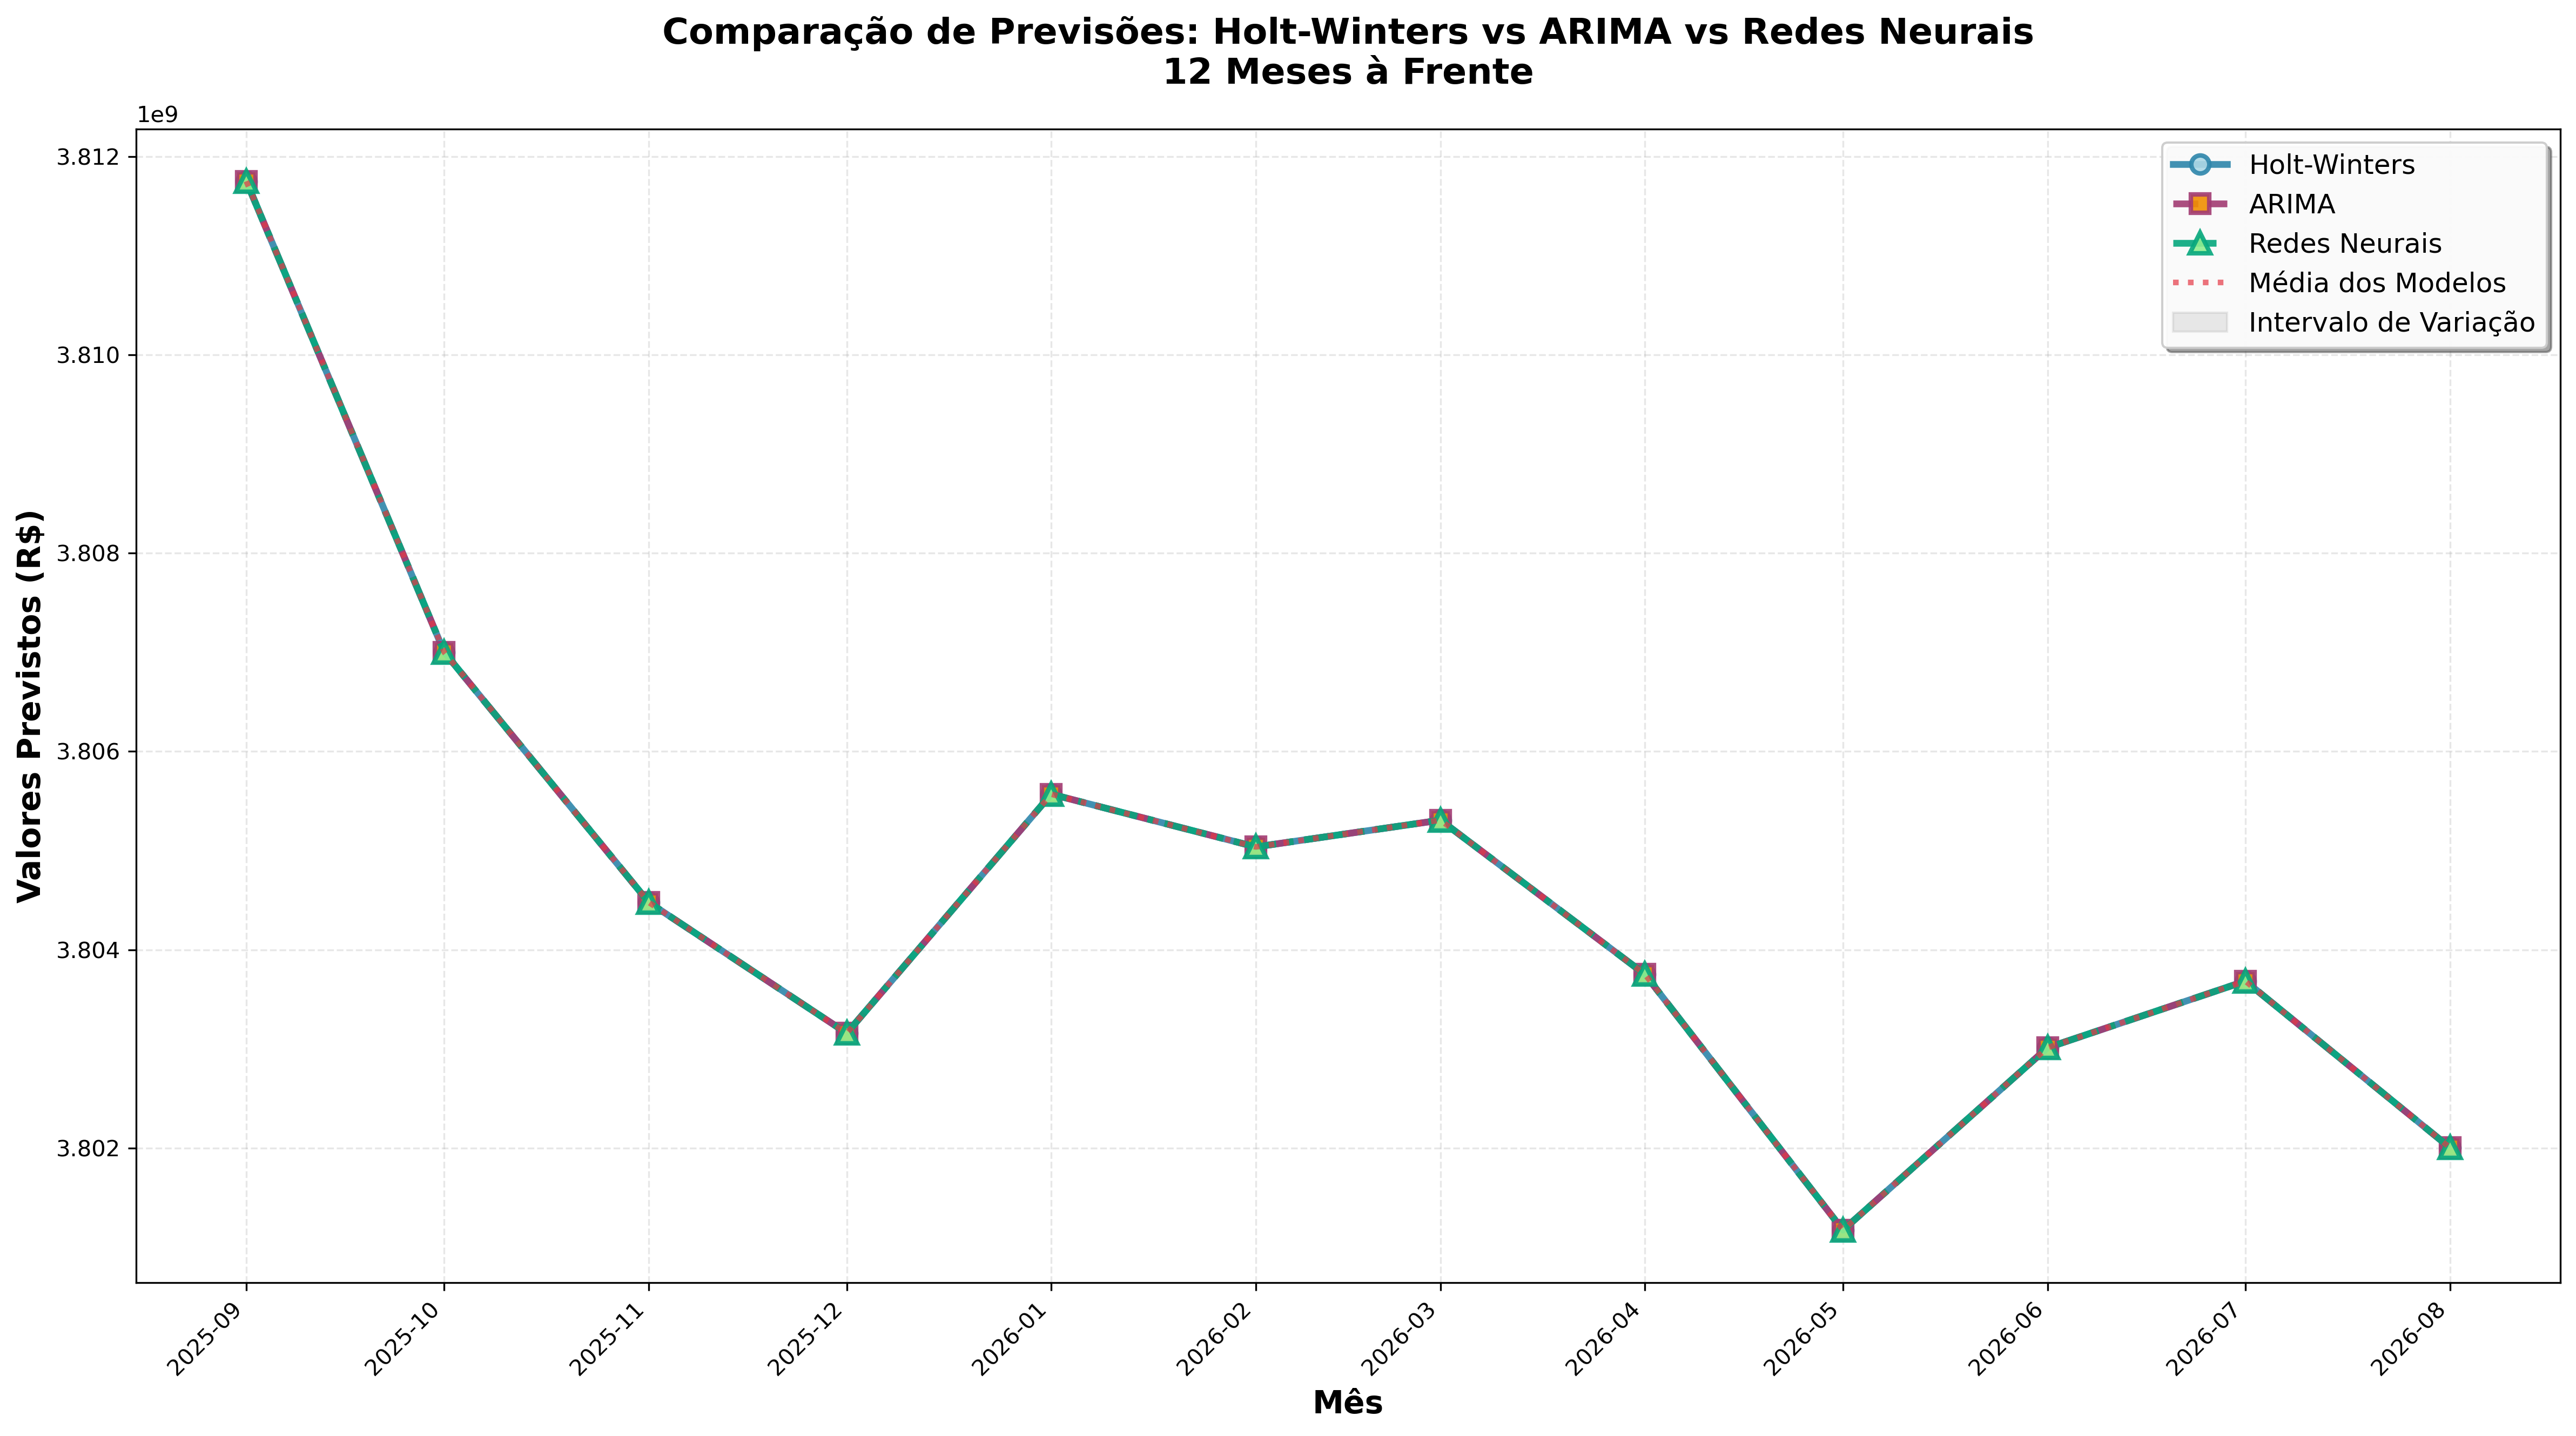 Comparação de Previsões: Holt-Winters vs ARIMA vs Redes Neurais
12 Meses à Frente
1e9
3.812
3.810
3.808
3.806
3.804
3.802
Valores Previstos (R$)
Holt-Winters
ARIMA
Redes Neurais
Média dos Modelos
Intervalo de Variação
2025-09
2025-10
2025-11
2025-12
2026-01
2026-02
2026-03
2026-04
2026-05
2026-06
2026-07
2026-08
Mês